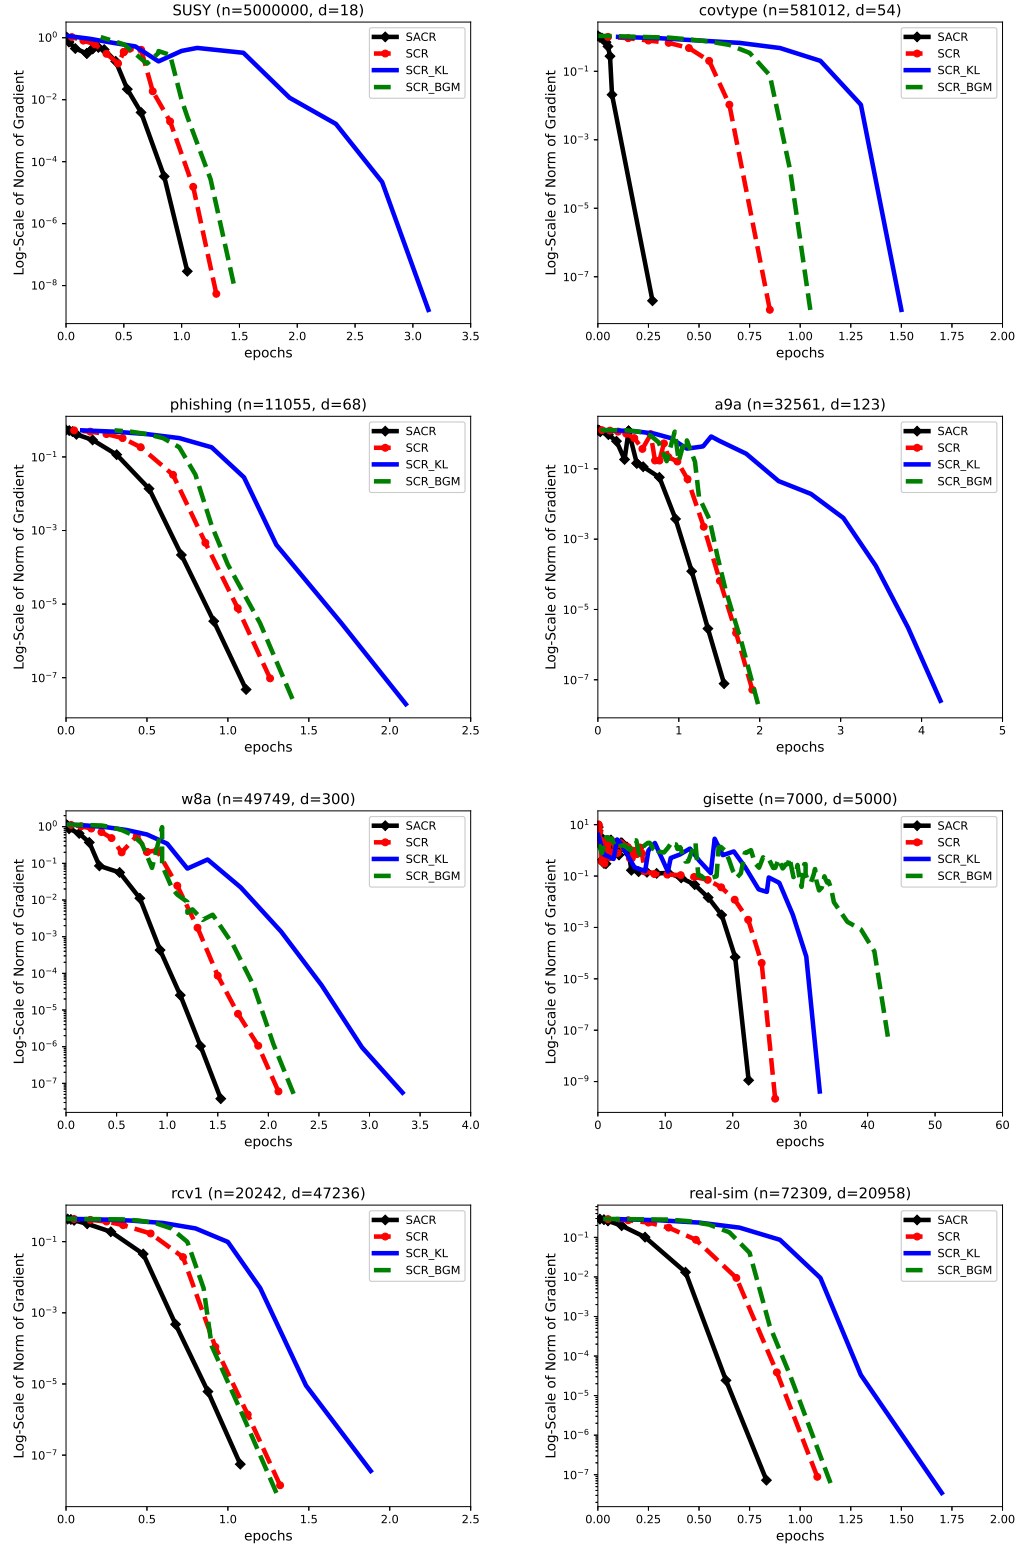 SUSY (n=5000000, d=18)
Log-Scale of Norm of Gradient
10⁰
10⁻²
10⁻⁴
10⁻⁶
10⁻⁸
SACR
SCR
SCR_KL
SCR_BGM
0.0 0.5 1.0 1.5 2.0 2.5 3.0 3.5
epochs
covtype (n=581012, d=54)
Log-Scale of Norm of Gradient
10⁻¹
10⁻³
10⁻⁵
10⁻⁷
SACR
SCR
SCR_KL
SCR_BGM
0.00 0.25 0.50 0.75 1.00 1.25 1.50 1.75 2.00
epochs
phishing (n=11055, d=68)
Log-Scale of Norm of Gradient
10⁻¹
10⁻³
10⁻⁵
10⁻⁷
SACR
SCR
SCR_KL
SCR_BGM
0.0 0.5 1.0 1.5 2.0 2.5
epochs
a9a (n=32561, d=123)
Log-Scale of Norm of Gradient
10⁻¹
10⁻³
10⁻⁵
10⁻⁷
SACR
SCR
SCR_KL
SCR_BGM
0 1 2 3 4 5
epochs
w8a (n=49749, d=300)
Log-Scale of Norm of Gradient
10⁰
10⁻¹
10⁻²
10⁻³
10⁻⁴
10⁻⁵
10⁻⁶
10⁻⁷
SACR
SCR
SCR_KL
SCR_BGM
0.0 0.5 1.0 1.5 2.0 2.5 3.0 3.5 4.0
epochs
gisette (n=7000, d=5000)
Log-Scale of Norm of Gradient
10¹
10⁻¹
10⁻³
10⁻⁵
10⁻⁷
10⁻⁹
SACR
SCR
SCR_KL
SCR_BGM
0 10 20 30 40 50 60
epochs
rcv1 (n=20242, d=47236)
Log-Scale of Norm of Gradient
10⁻¹
10⁻³
10⁻⁵
10⁻⁷
SACR
SCR
SCR_KL
SCR_BGM
0.0 0.5 1.0 1.5 2.0 2.5
epochs
real-sim (n=72309, d=20958)
Log-Scale of Norm of Gradient
10⁻¹
10⁻²
10⁻³
10⁻⁴
10⁻⁵
10⁻⁶
10⁻⁷
SACR
SCR
SCR_KL
SCR_BGM
0.00 0.25 0.50 0.75 1.00 1.25 1.50 1.75 2.00
epochs